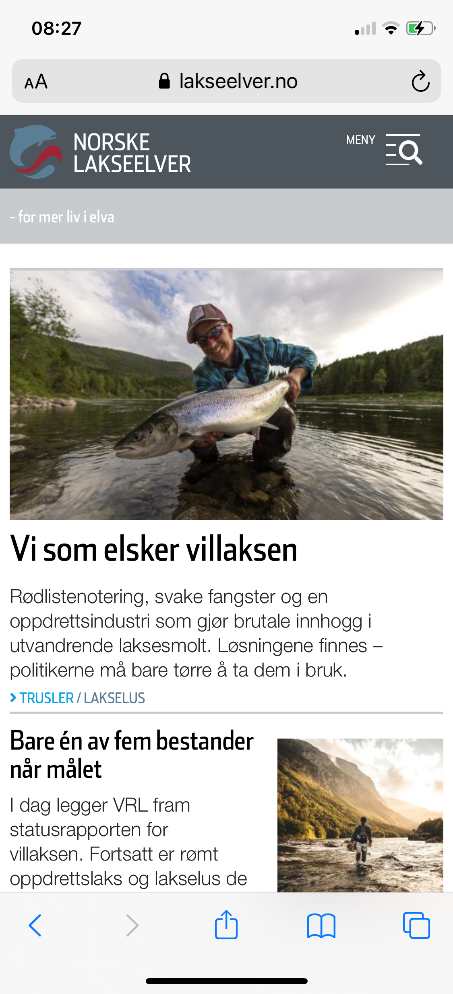 08:27
AA lakseelver.no
NORSKE
LAKSEELVER
MENY
- for mer liv i elva
Vi som elsker villaksen
Rødlistenotering, svake fangster og en
oppdrettsindustri som gjør brutale innhogg i
utvandrende laksesmolt. Løsningene finnes –
politikerne må bare tørre å ta dem i bruk.
TRUSLER / LAKSELUS
Bare én av fem bestander
når målet
I dag legger VRL fram
statusrapporten for
villaksen. Fortsatt er rømt
oppdrettslaks og lakselus de